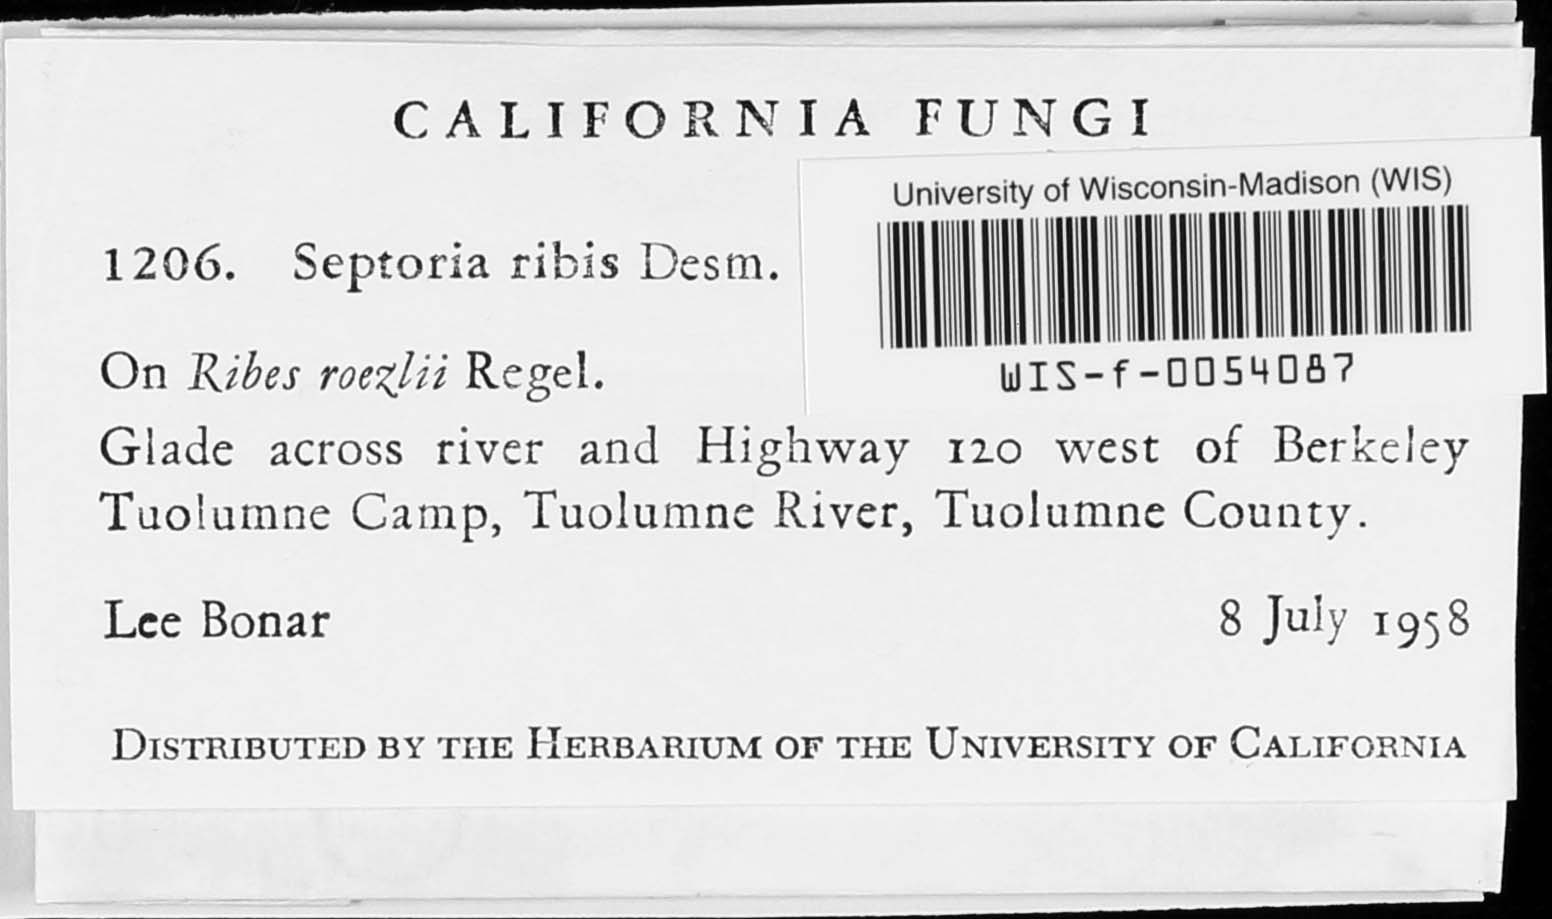 CALIFORNIA FUNGI
University of Wisconsin-Madison (WIS)
WIS-f-0054087
1206. Septoria ribis Desm.
On Ribes roezlii Regel.
Glade across river and Highway 120 west of Berkeley
Tuolumne Camp, Tuolumne River, Tuolumne County.
Lee Bonar 8 July 1958
DISTRIBUTED BY THE HERBARIUM OF THE UNIVERSITY OF CALIFORNIA